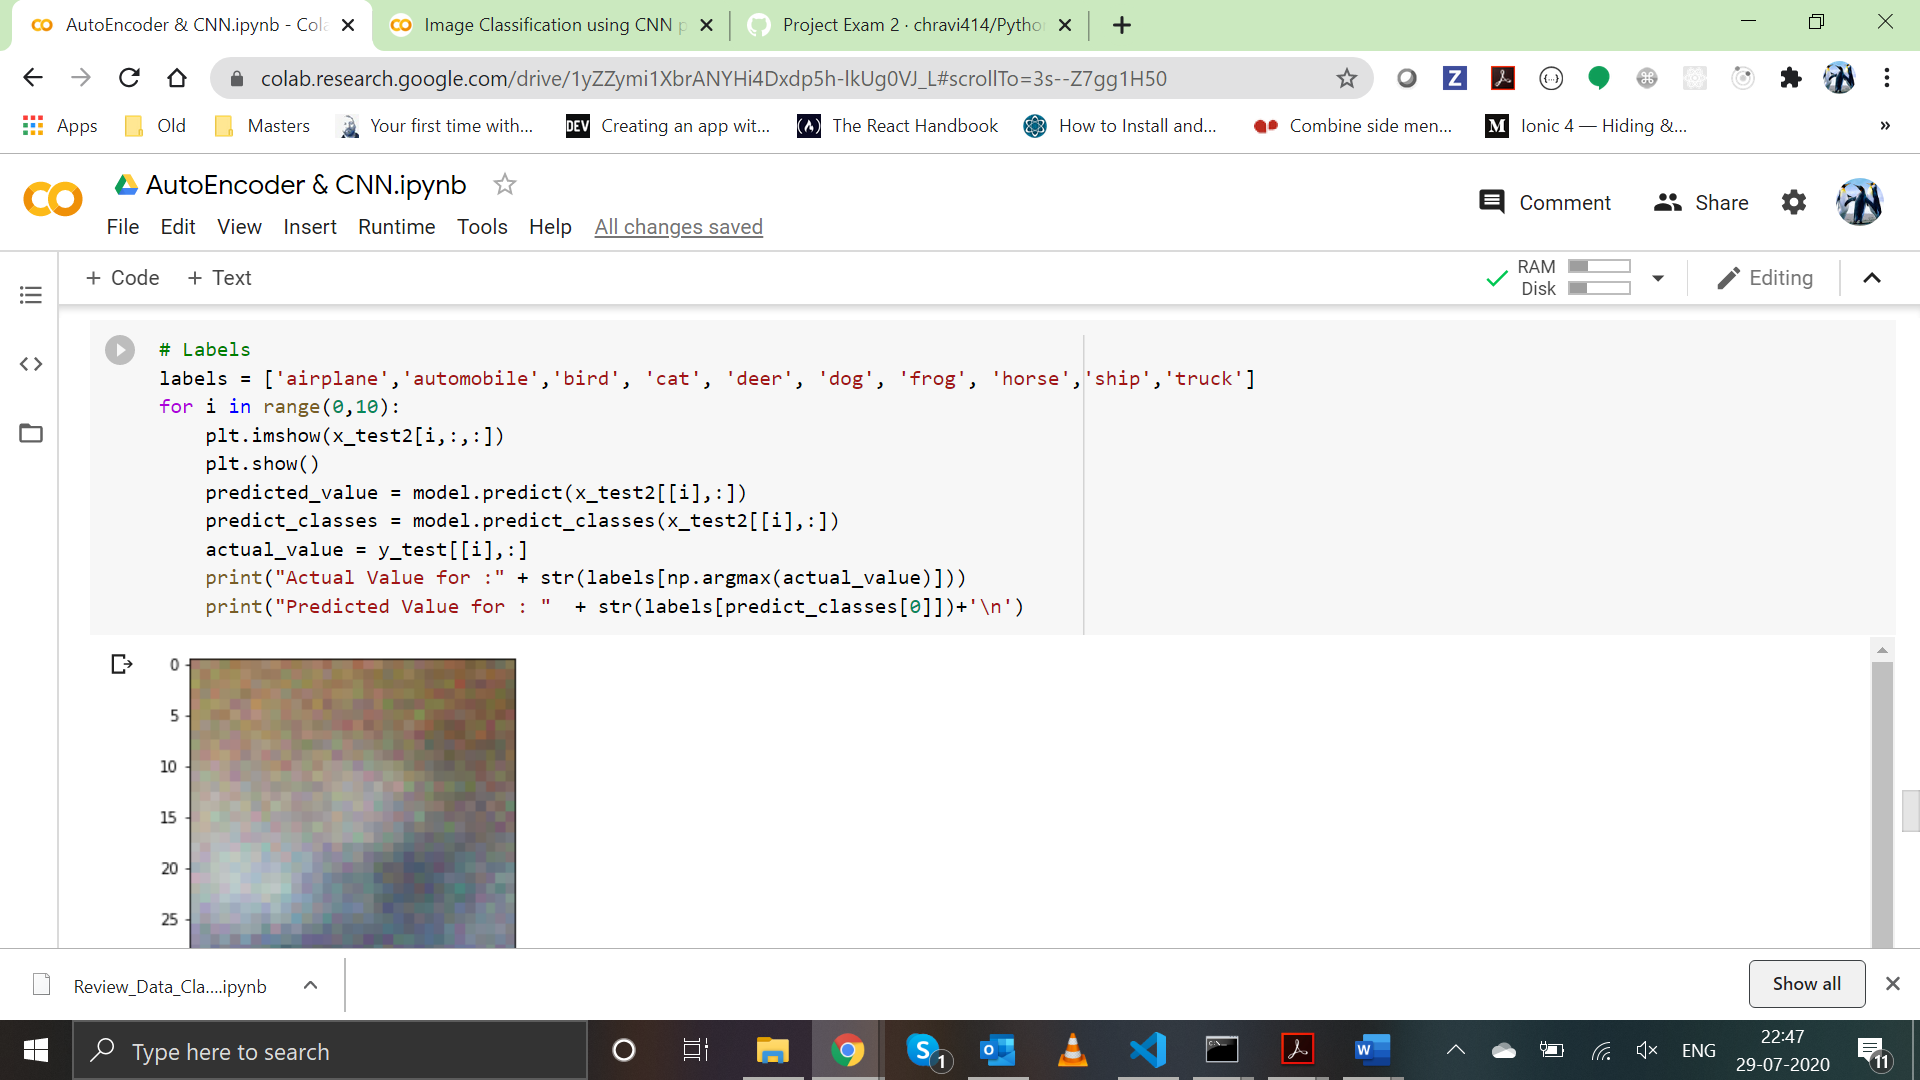 AutoEncoder & CNN.ipynb - Cola
Image Classification using CNN p
Project Exam 2 · chravi414/Pytho
colab.research.google.com/drive/1yZZymi1XbrANYHi4Dxdp5h-lkUg0VJ_L#scrollTo=3s--Z7gg1H50
Apps
Old
Masters
Your first time with...
DEV
Creating an app wit...
The React Handbook
How to Install and...
Combine side men...
Ionic 4 — Hiding &...
»
AutoEncoder & CNN.ipynb
Comment
Share
File Edit View Insert Runtime Tools Help All changes saved
+ Code + Text
RAM
Disk
Editing
# Labels
labels = ['airplane','automobile','bird', 'cat', 'deer', 'dog', 'frog', 'horse','ship','truck']
for i in range(0,10):
    plt.imshow(x_test2[i,:,:])
    plt.show()
    predicted_value = model.predict(x_test2[[i],:])
    predict_classes = model.predict_classes(x_test2[[i],:])
    actual_value = y_test[[i],:]
    print("Actual Value for :" + str(labels[np.argmax(actual_value)]))
    print("Predicted Value for : "  + str(labels[predict_classes[0]])+'\n')
0
5
10
15
20
25
Review_Data_Cla....ipynb
Show all
Type here to search
1
ENG
22:47
29-07-2020
11